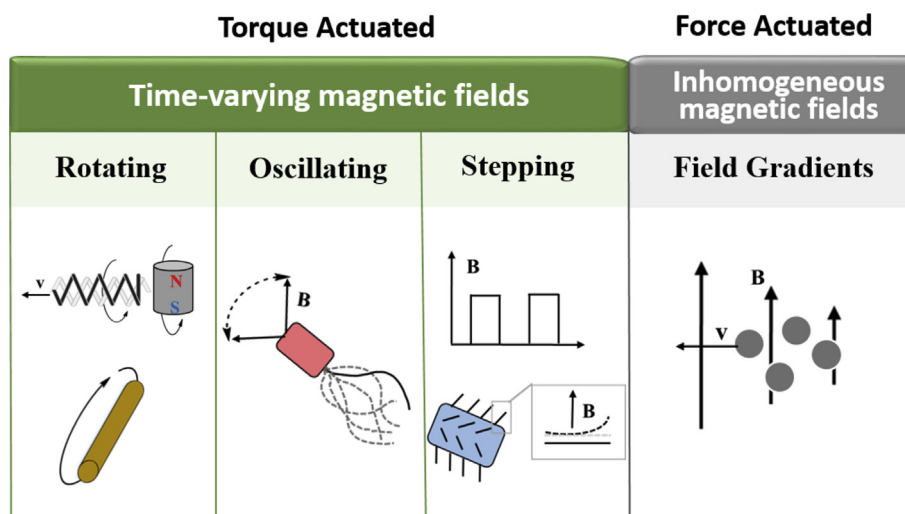 Torque Actuated
Force Actuated
Time-varying magnetic fields
Inhomogeneous
magnetic fields
Rotating
Oscillating
Stepping
Field Gradients
v
N
S
B
B
B
B
v